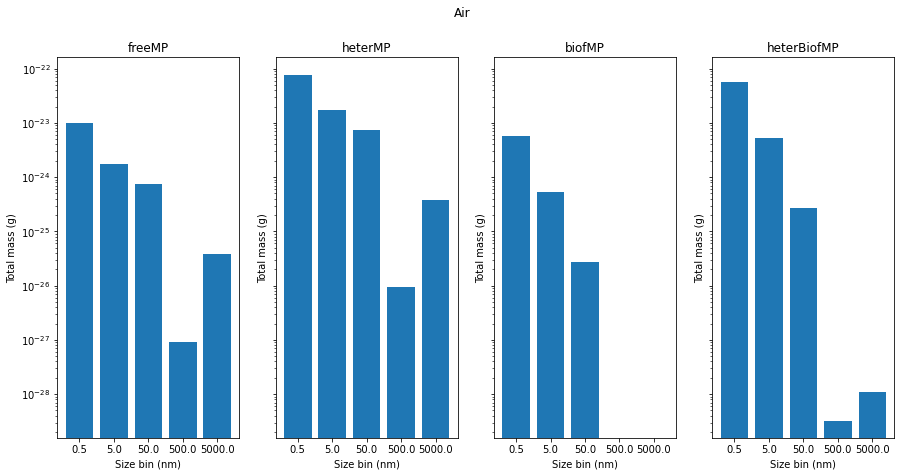 Air
freeMP
heterMP
biofMP
heterBiofMP
10⁻²²
10⁻²³
10⁻²⁴
10⁻²⁵
10⁻²⁶
10⁻²⁷
10⁻²⁸
Total mass (g)
Total mass (g)
Total mass (g)
Total mass (g)
0.5 5.0 50.0 500.0 5000.0
0.5 5.0 50.0 500.0 5000.0
0.5 5.0 50.0 500.0 5000.0
0.5 5.0 50.0 500.0 5000.0
Size bin (nm)
Size bin (nm)
Size bin (nm)
Size bin (nm)